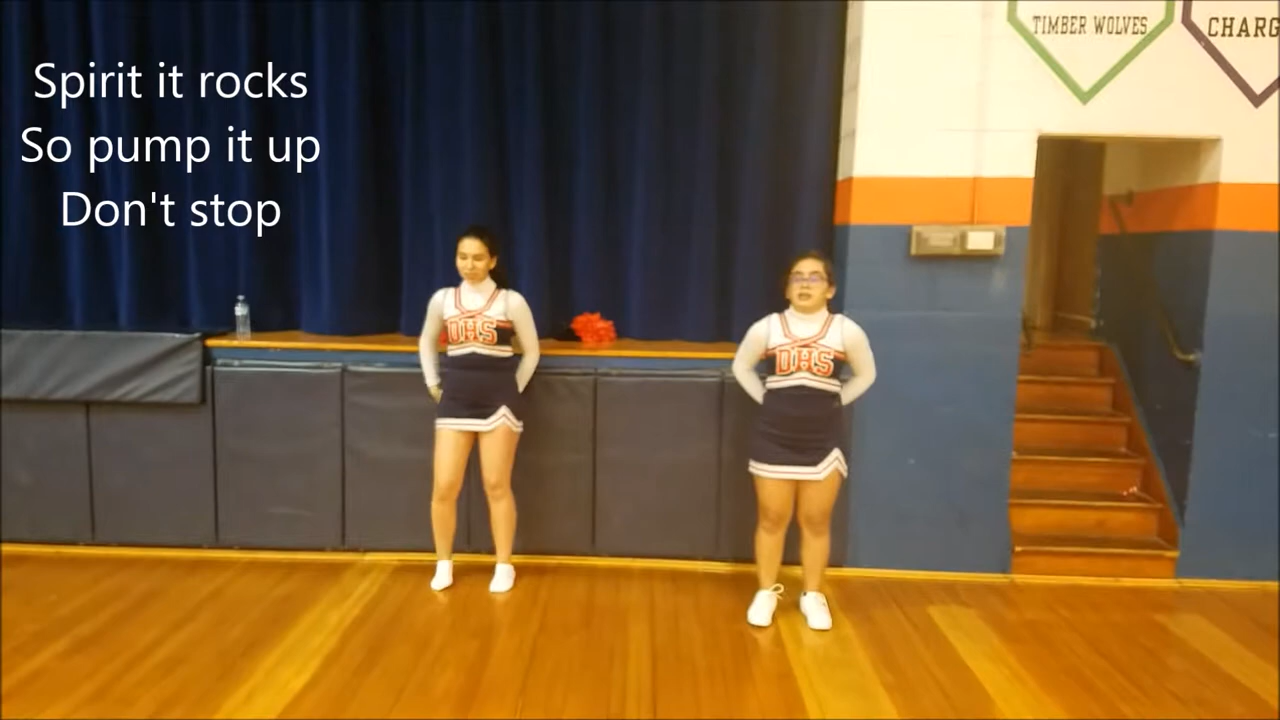 Spirit it rocks
So pump it up
Don't stop
TIMBER WOLVES
CHARG
DHS
DHS